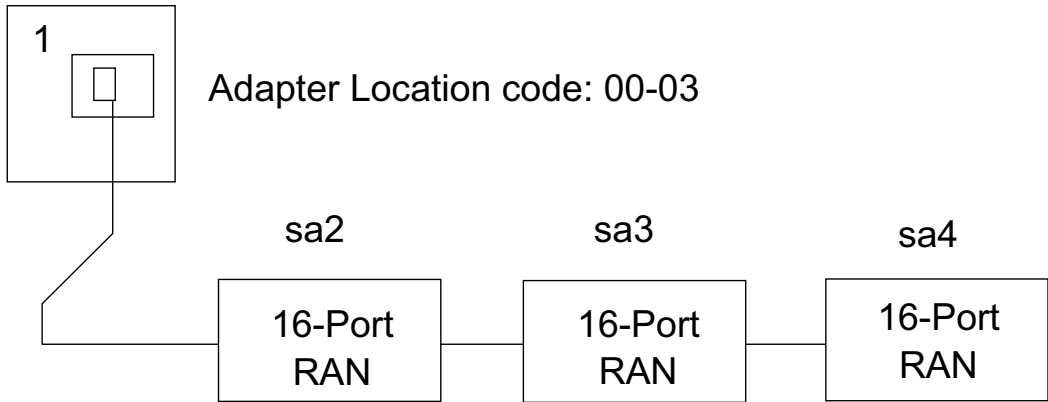 1
Adapter Location code: 00-03
sa2
sa3
sa4
16-Port
RAN
16-Port
RAN
16-Port
RAN